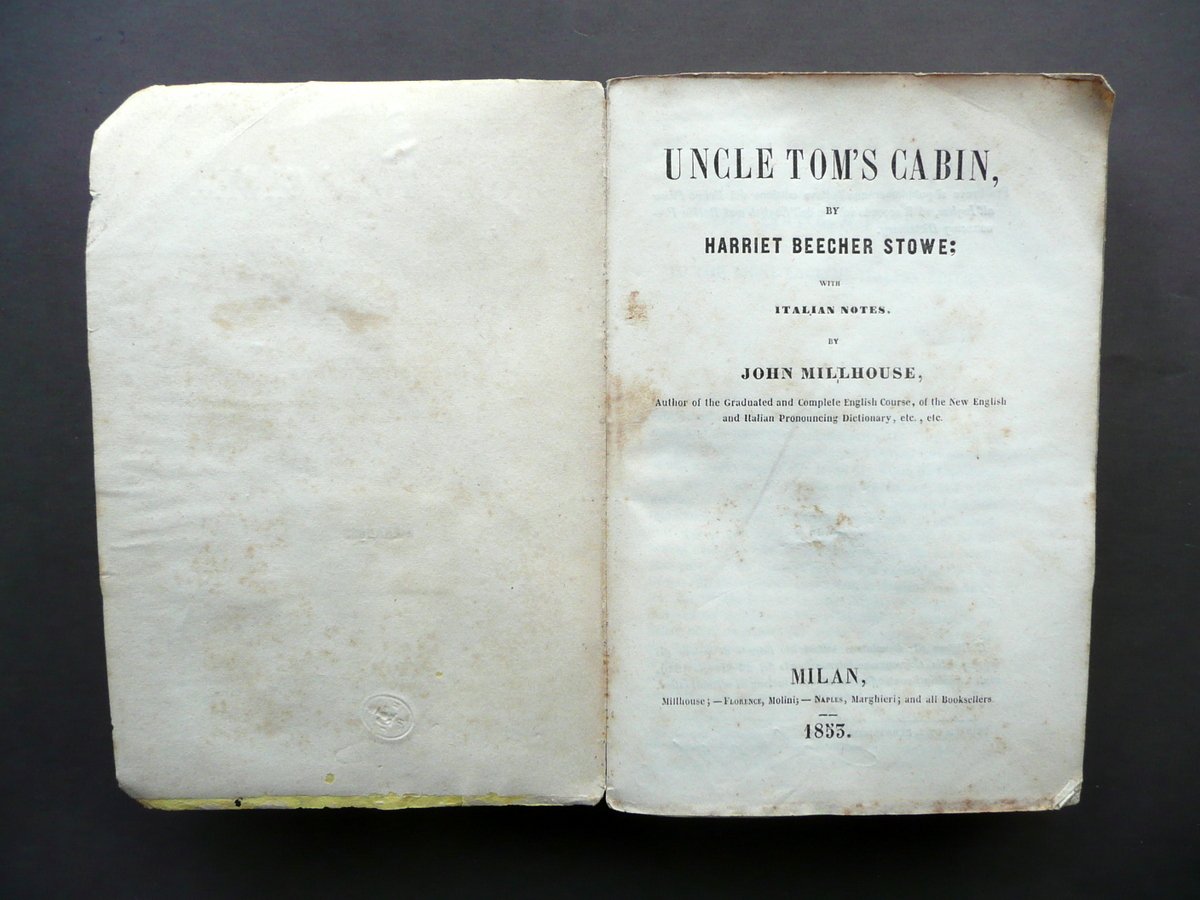 UNCLE TOM'S CABIN,
BY
HARRIET BEECHER STOWE;
WITH
ITALIAN NOTES.
BY
JOHN MILLHOUSE,
Author of the Graduated and Complete English Course, of the New English
and Italian Pronouncing Dictionary, etc., etc.
MILAN,
Millhouse; — FLORENCE, Molini; — NAPLES, Marghieri; and all Booksellers
1853.